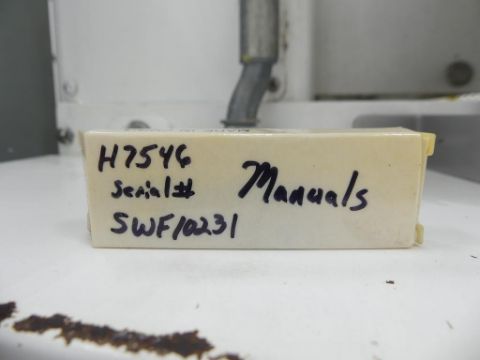 H7546
Serial#
SWF10231
Manuals